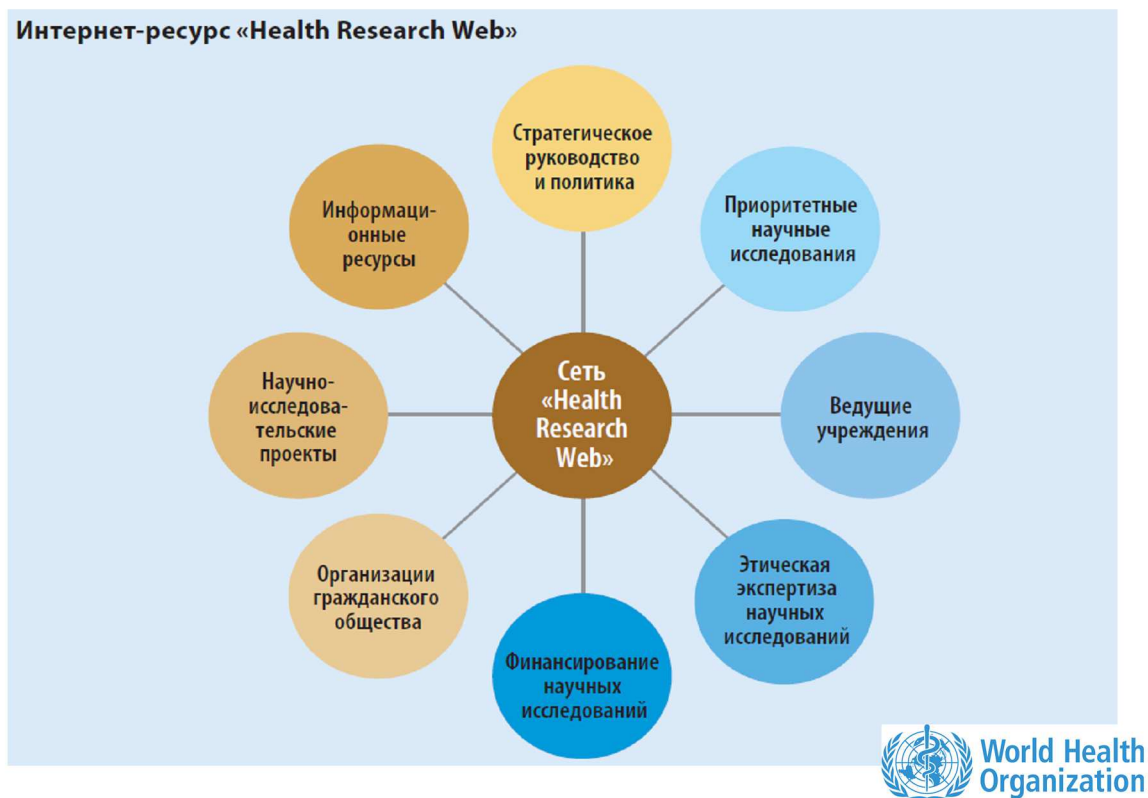 Интернет-ресурс «Health Research Web»
Стратегическое
руководство
и политика
Приоритетные
научные
исследования
Ведущие
учреждения
Этическая
экспертиза
научных
исследований
Финансирование
научных
исследований
Организации
гражданского
общества
Научно-
исследова-
тельские
проекты
Информаци-
онные
ресурсы
Сеть
«Health
Research
Web»
World Health
Organization